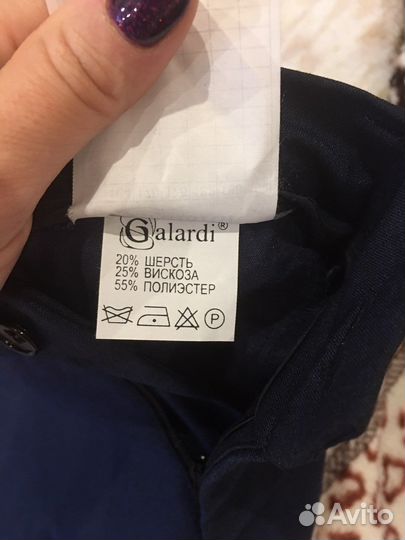 Galardi®
20% ШЕРСТЬ
25% ВИСКОЗА
55% ПОЛИЭСТЕР
P
Avito